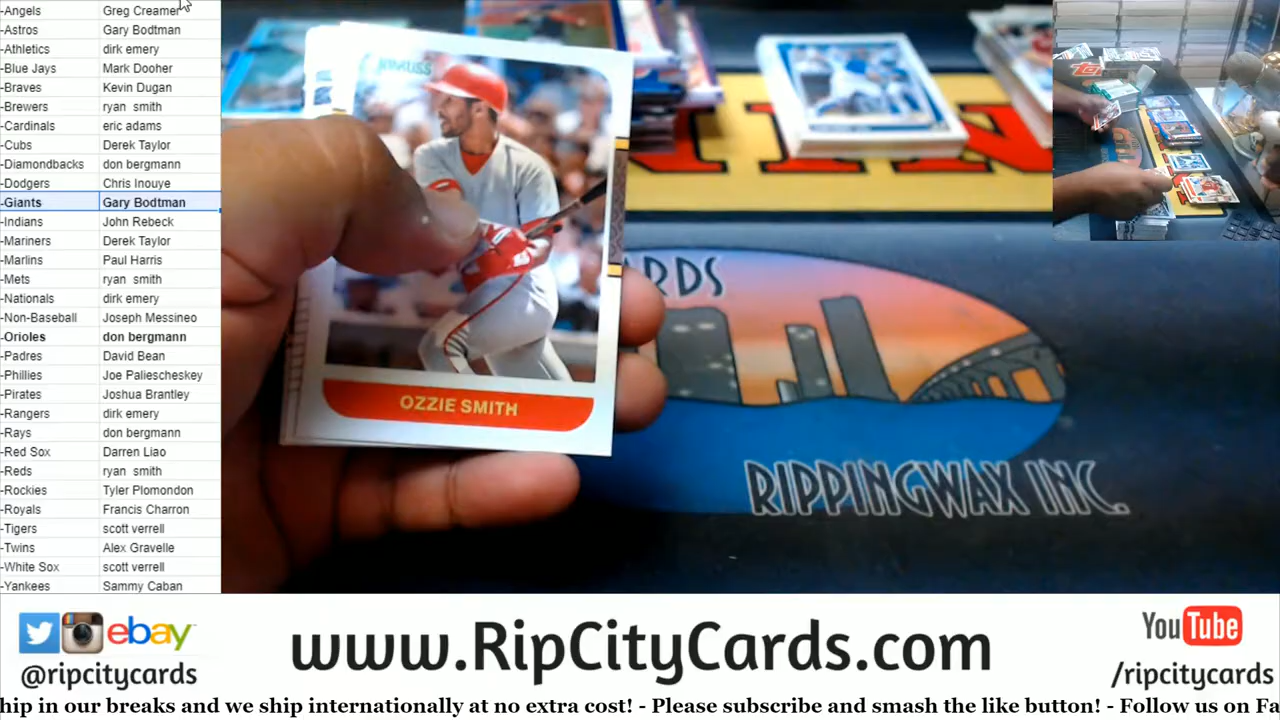 -Angels Greg Creamer
-Astros Gary Bodtman
-Athletics dirk emery
-Blue Jays Mark Dooher
-Braves Kevin Dugan
-Brewers ryan smith
-Cardinals eric adams
-Cubs Derek Taylor
-Diamondbacks don bergmann
-Dodgers Chris Inouye
-Giants Gary Bodtman
-Indians John Rebeck
-Mariners Derek Taylor
-Marlins Paul Harris
-Mets ryan smith
-Nationals dirk emery
-Non-Baseball Joseph Messineo
-Orioles don bergmann
-Padres David Bean
-Phillies Joe Paliescheskey
-Pirates Joshua Brantley
-Rangers dirk emery
-Rays don bergmann
-Red Sox Darren Liao
-Reds ryan smith
-Rockies Tyler Plomondon
-Royals Francis Charron
-Tigers scott verrell
-Twins Alex Gravelle
-White Sox scott verrell
-Yankees Sammy Caban
OZZIE SMITH
ARDS
RIPPINGWAX INC.
ebay
@ripcitycards
www.RipCityCards.com
YouTube
/ripcitycards
hip in our breaks and we ship internationally at no extra cost! - Please subscribe and smash the like button! - Follow us on Fa